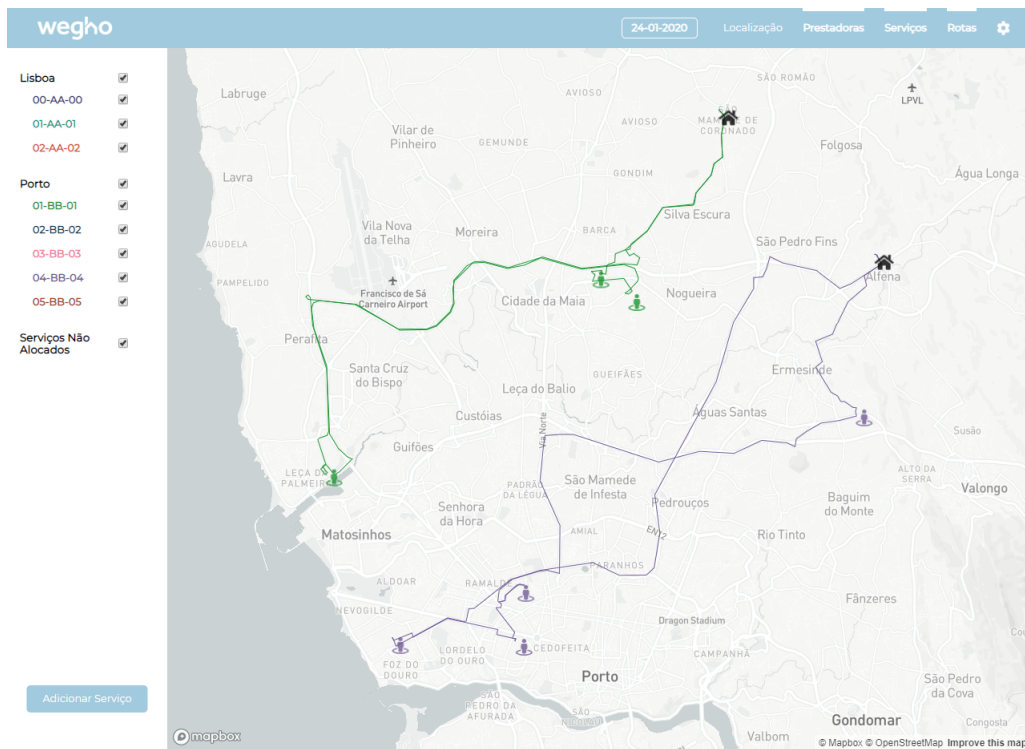 wegho
24-01-2020
Localização
Prestadoras
Serviços
Rotas
Lisboa
00-AA-00
01-AA-01
02-AA-02
Porto
01-BB-01
02-BB-02
03-BB-03
04-BB-04
05-BB-05
Serviços Não
Alocados
Adicionar Serviço
Labruge
AVIOSO
SÃO ROMÃO
LPVL
Vilar de
Pinheiro
AVIOSO
MAMEDE DE
CORONADO
GEMUNDE
Folgosa
Lavra
GONDIM
Água Longa
Vila Nova
da Telha
Moreira
BARCA
Silva Escura
AGUDELA
São Pedro Fins
PAMPELIDO
Francisco de Sá
Carneiro Airport
Cidade da Maia
Nogueira
Alfena
Perafita
Santa Cruz
do Bispo
GUEIFÃES
Ermesinde
Leça do Balio
Custóias
Via Norte
Águas Santas
Guifões
Susão
LEÇA DA
PALMEIRA
PADRÃO
DA LÉGUA
São Mamede
de Infesta
ALTO DA
SERRA
Valongo
Senhora
da Hora
Pedrouços
Baguim
do Monte
Matosinhos
AMIAL
EN12
Rio Tinto
ALDOAR
RAMALDE
PARANHOS
NEVOGILDE
Fânzeres
Dragon Stadium
FOZ DO
DOURO
LORDELO
DO OURO
CEDOFEITA
CAMPANHÃ
Porto
São Pedro
da Cova
SÃO
PEDRO DA
AFURADA
SÃO
Gondomar
Congosta
Valbom
mapbox
© Mapbox © OpenStreetMap Improve this map